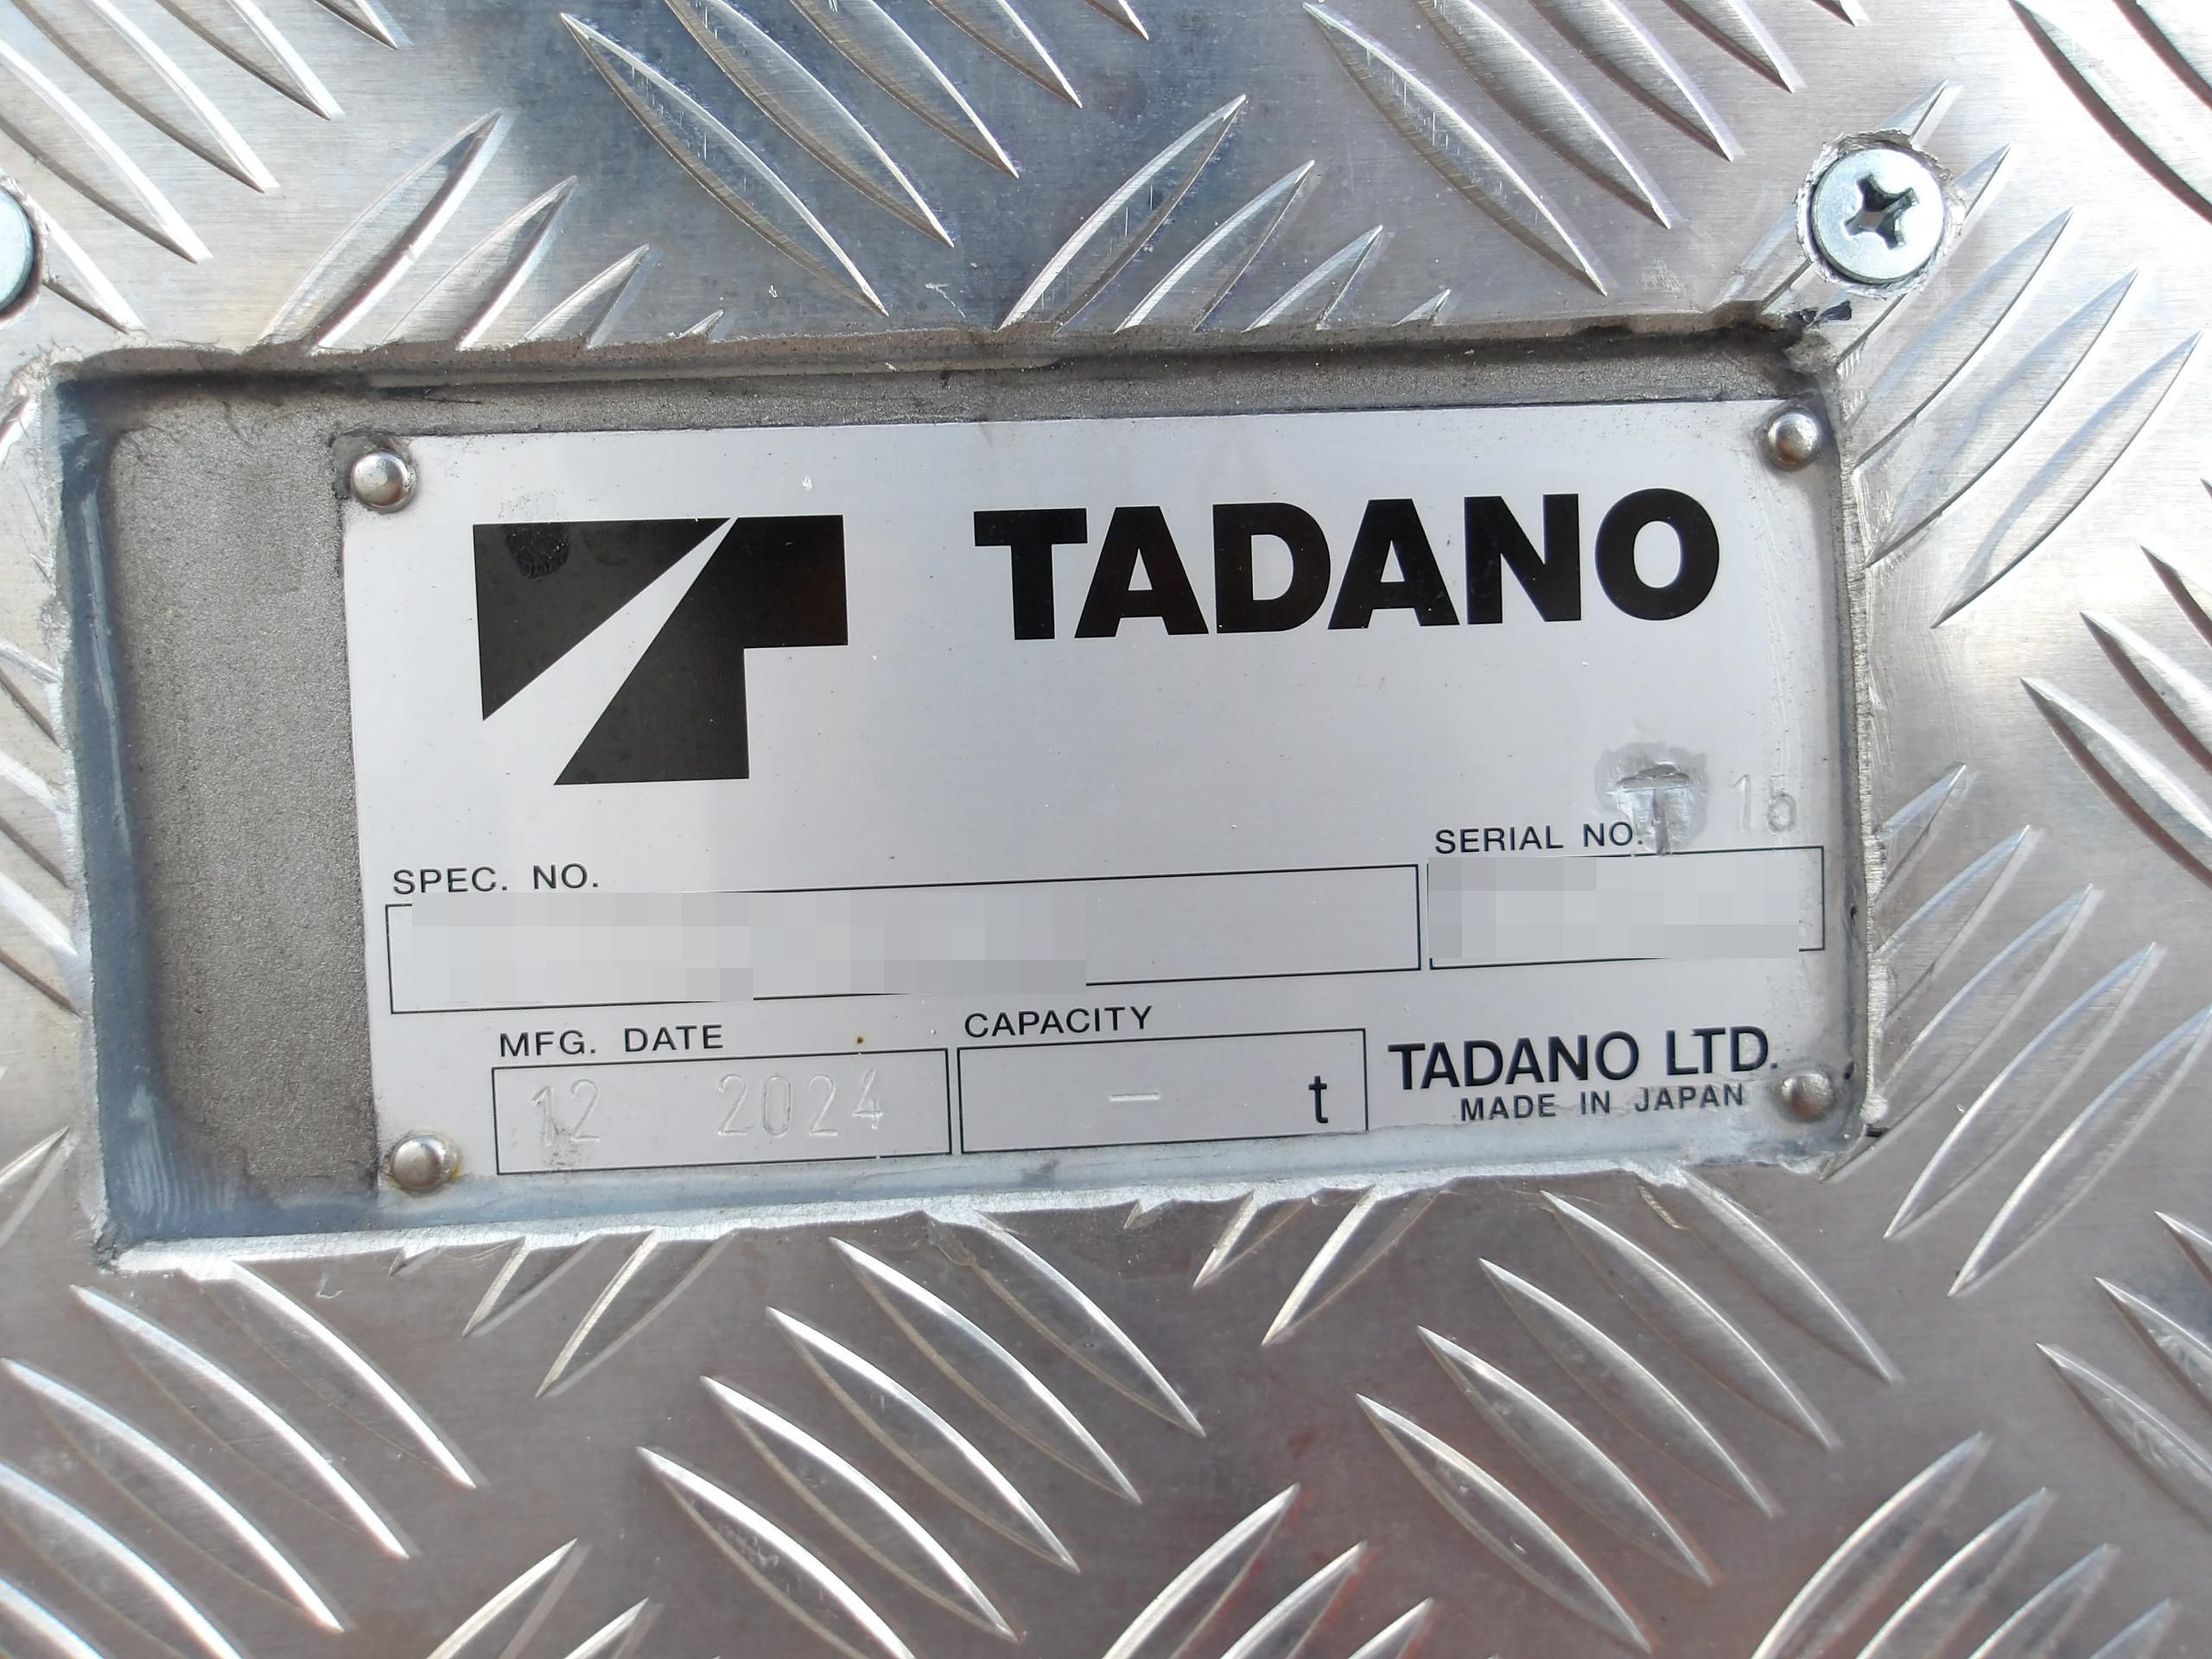 TADANO
T 15
SPEC. NO. SERIAL NO.
MFG. DATE CAPACITY
12 2024 — t
TADANO LTD.
MADE IN JAPAN